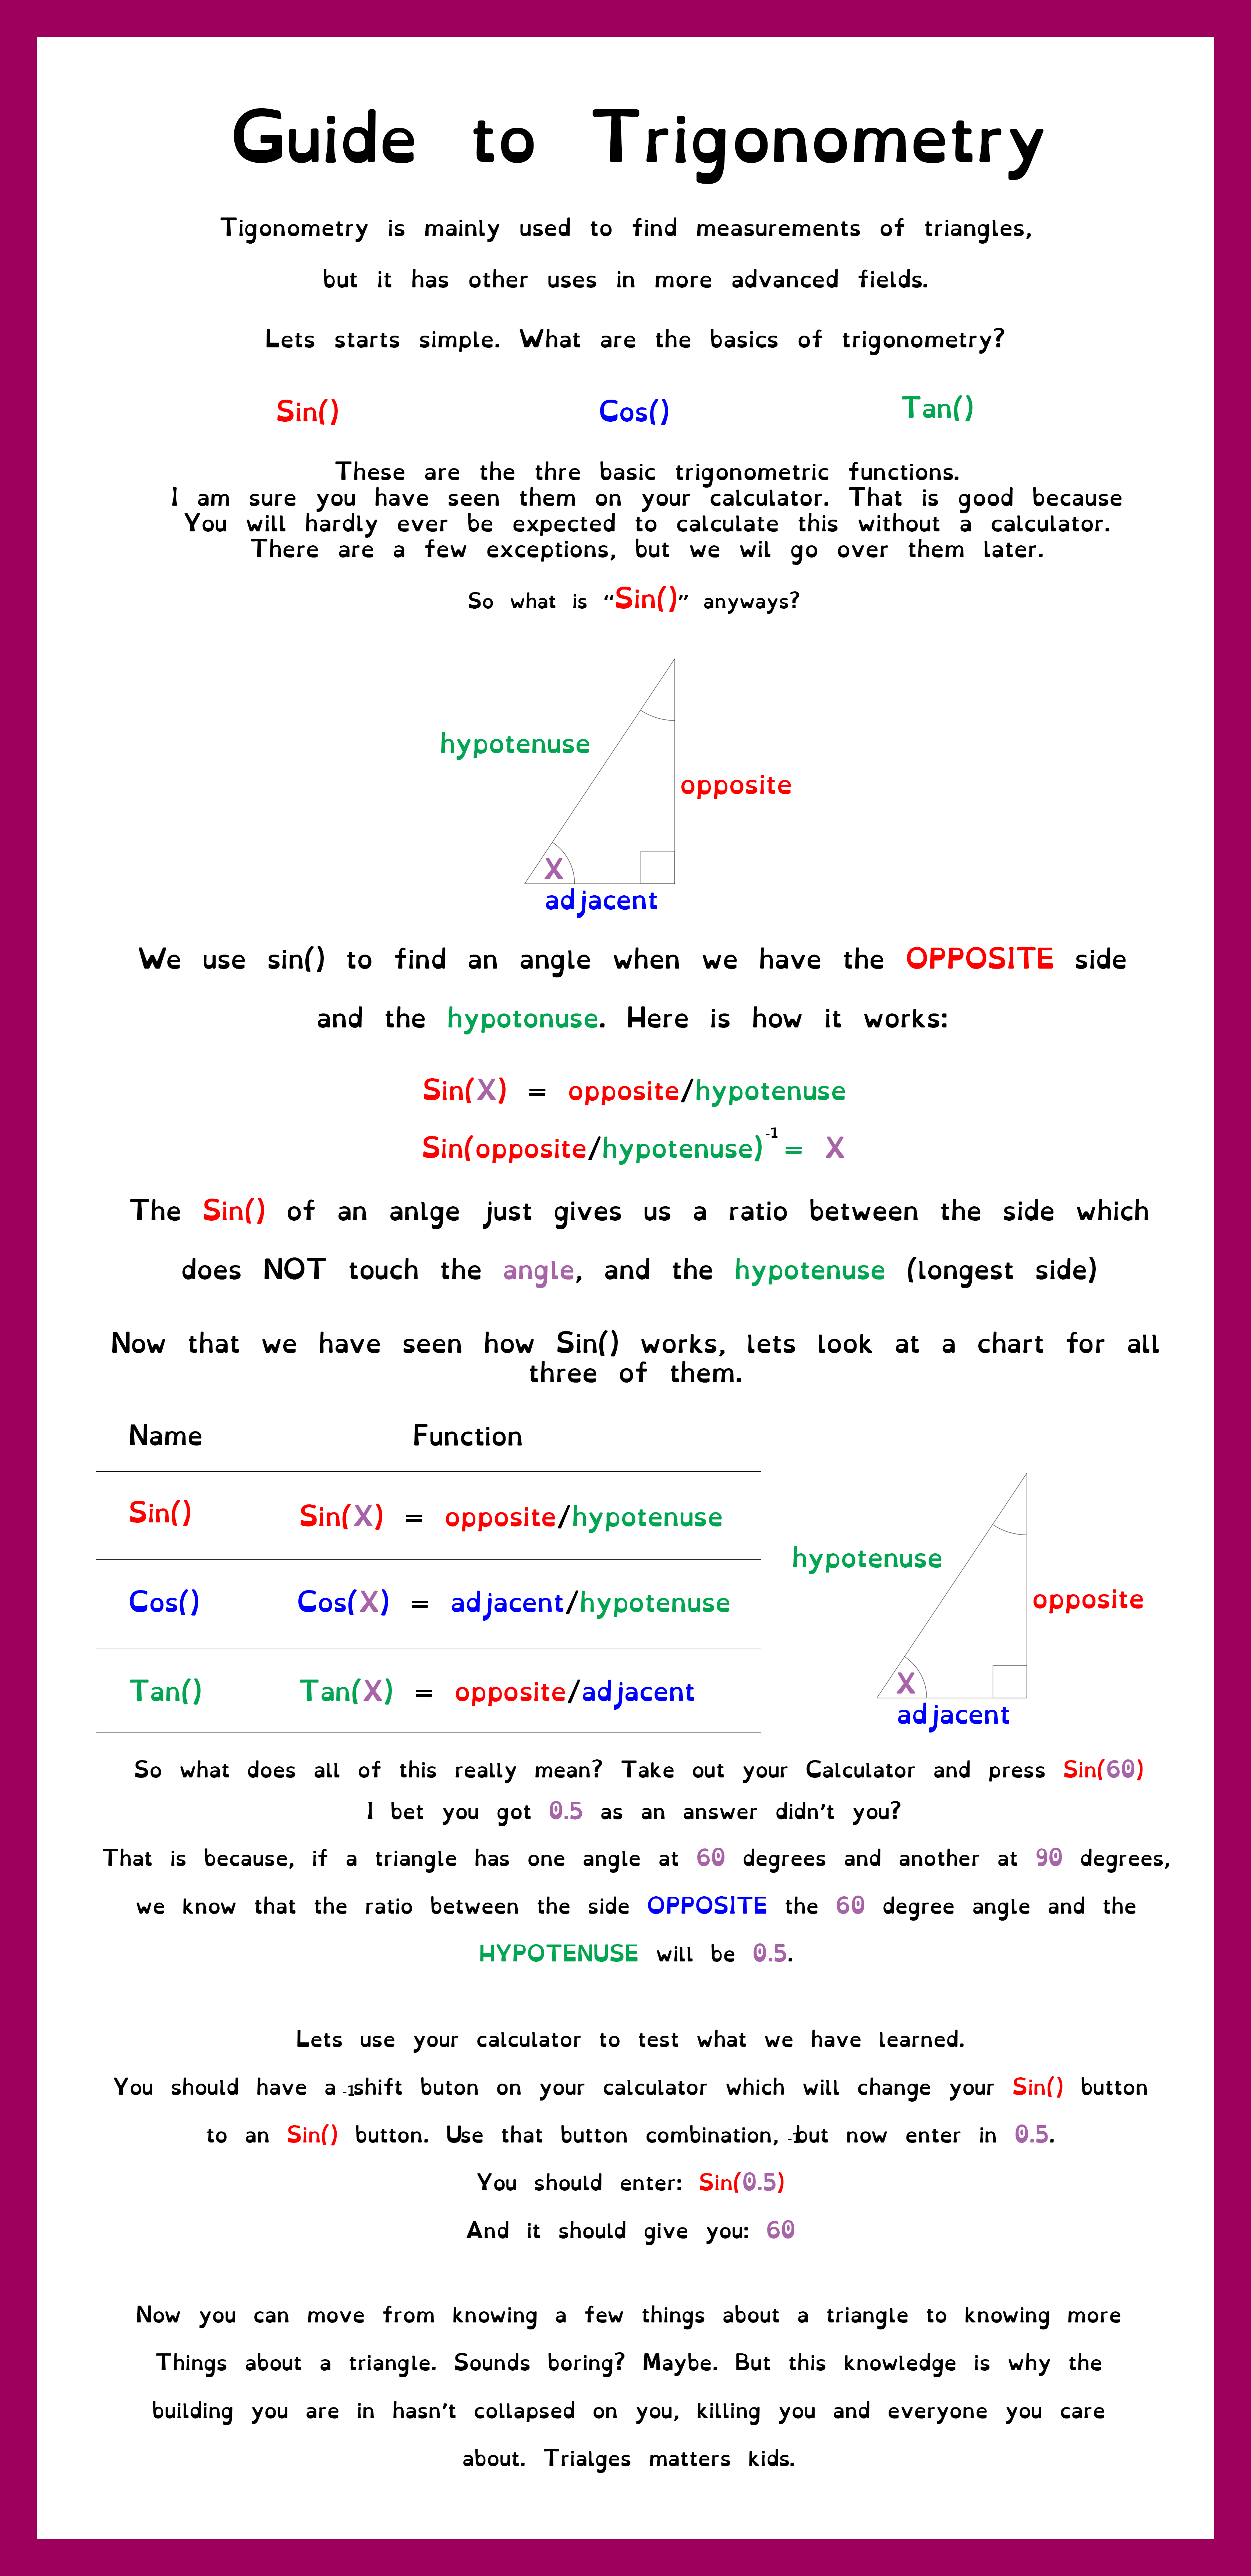 Guide to Trigonometry
Tigonometry is mainly used to find measurements of triangles,
but it has other uses in more advanced fields.
Lets starts simple. What are the basics of trigonometry?
Sin() Cos() Tan()
These are the thre basic trigonometric functions.
I am sure you have seen them on your calculator. That is good because
You will hardly ever be expected to calculate this without a calculator.
There are a few exceptions, but we wil go over them later.
So what is “Sin()” anyways?
hypotenuse
opposite
X
adjacent
We use sin() to find an angle when we have the OPPOSITE side
and the hypotonuse. Here is how it works:
Sin(X) = opposite/hypotenuse
Sin(opposite/hypotenuse)-1 = X
The Sin() of an anlge just gives us a ratio between the side which
does NOT touch the angle, and the hypotenuse (longest side)
Now that we have seen how Sin() works, lets look at a chart for all
three of them.
Name Function
Sin() Sin(X) = opposite/hypotenuse
Cos() Cos(X) = adjacent/hypotenuse
Tan() Tan(X) = opposite/adjacent
hypotenuse
opposite
X
adjacent
So what does all of this really mean? Take out your Calculator and press Sin(60)
I bet you got 0.5 as an answer didn't you?
That is because, if a triangle has one angle at 60 degrees and another at 90 degrees,
we know that the ratio between the side OPPOSITE the 60 degree angle and the
HYPOTENUSE will be 0.5.
Lets use your calculator to test what we have learned.
You should have a -1shift buton on your calculator which will change your Sin() button
to an Sin() button. Use that button combination, -1but now enter in 0.5.
You should enter: Sin(0.5)
And it should give you: 60
Now you can move from knowing a few things about a triangle to knowing more
Things about a triangle. Sounds boring? Maybe. But this knowledge is why the
building you are in hasn't collapsed on you, killing you and everyone you care
about. Trialges matters kids.